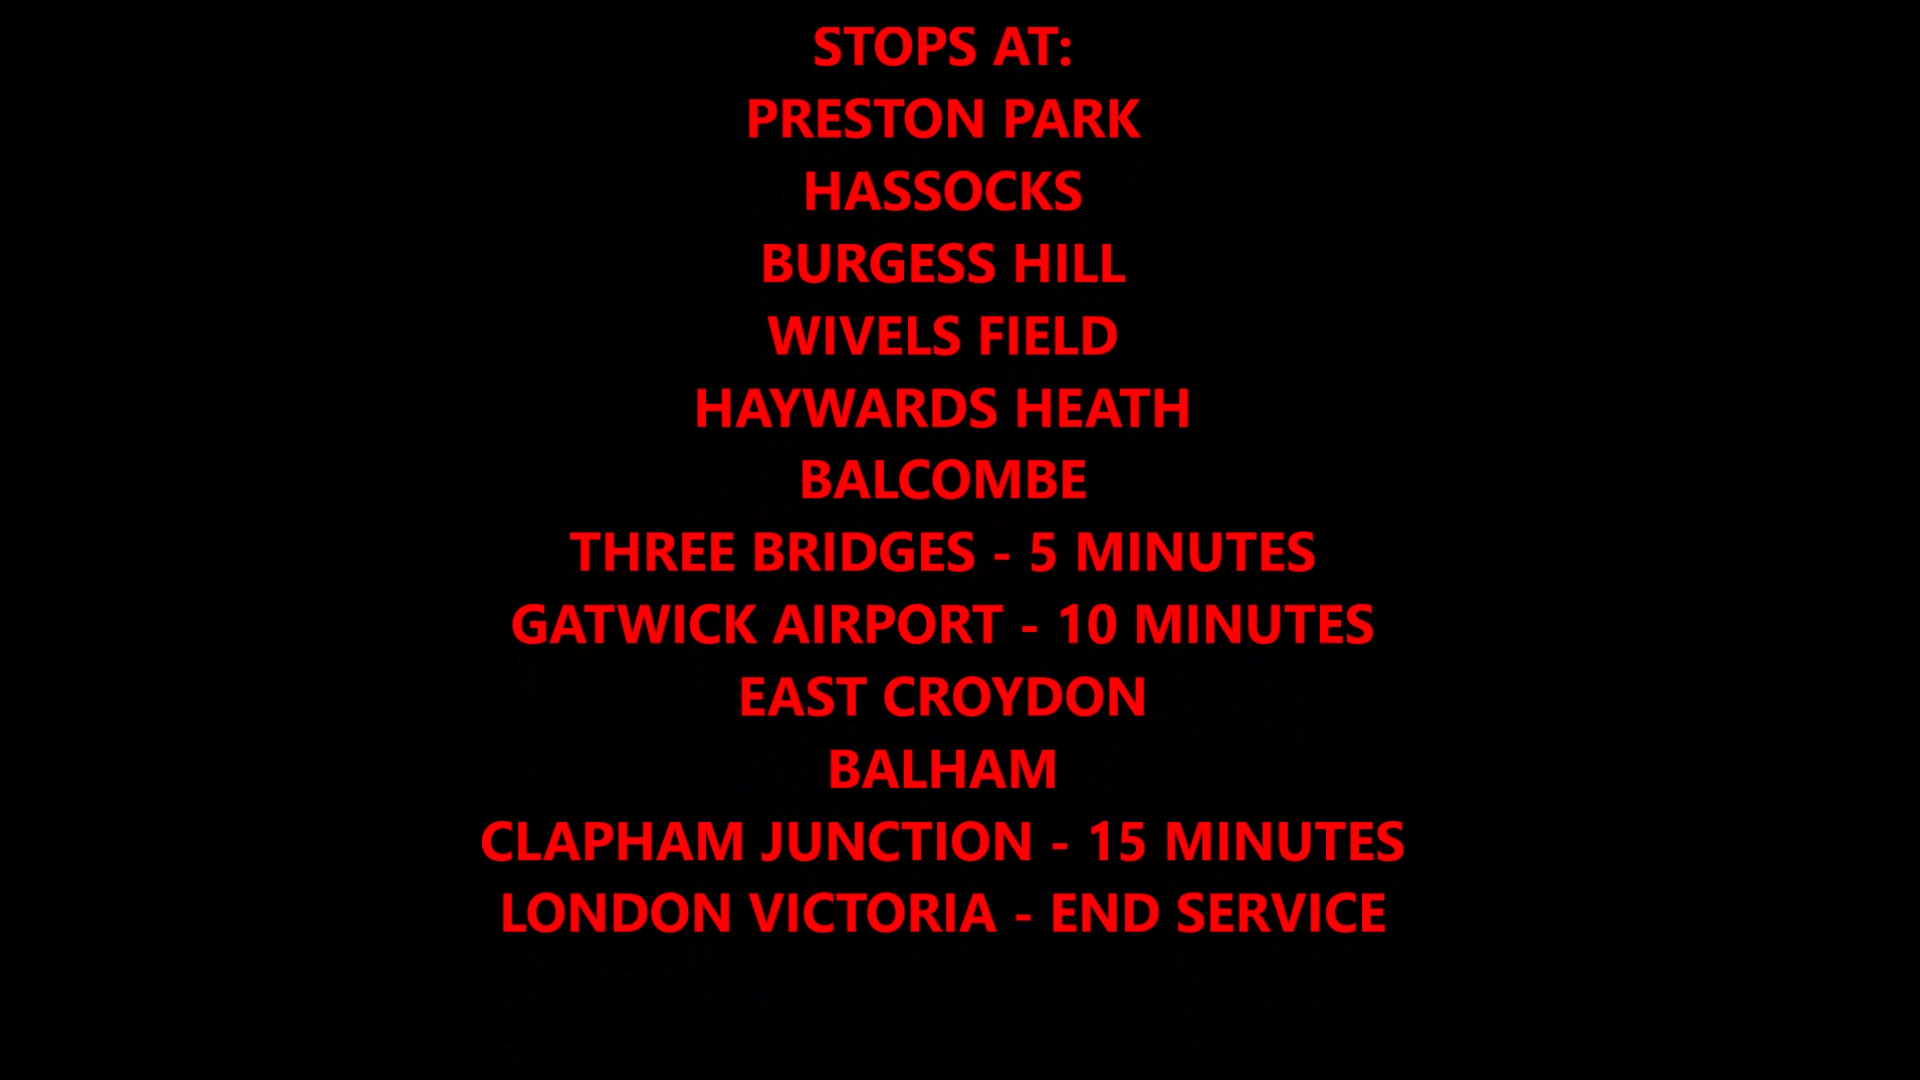 STOPS AT:
PRESTON PARK
HASSOCKS
BURGESS HILL
WIVELS FIELD
HAYWARDS HEATH
BALCOMBE
THREE BRIDGES - 5 MINUTES
GATWICK AIRPORT - 10 MINUTES
EAST CROYDON
BALHAM
CLAPHAM JUNCTION - 15 MINUTES
LONDON VICTORIA - END SERVICE